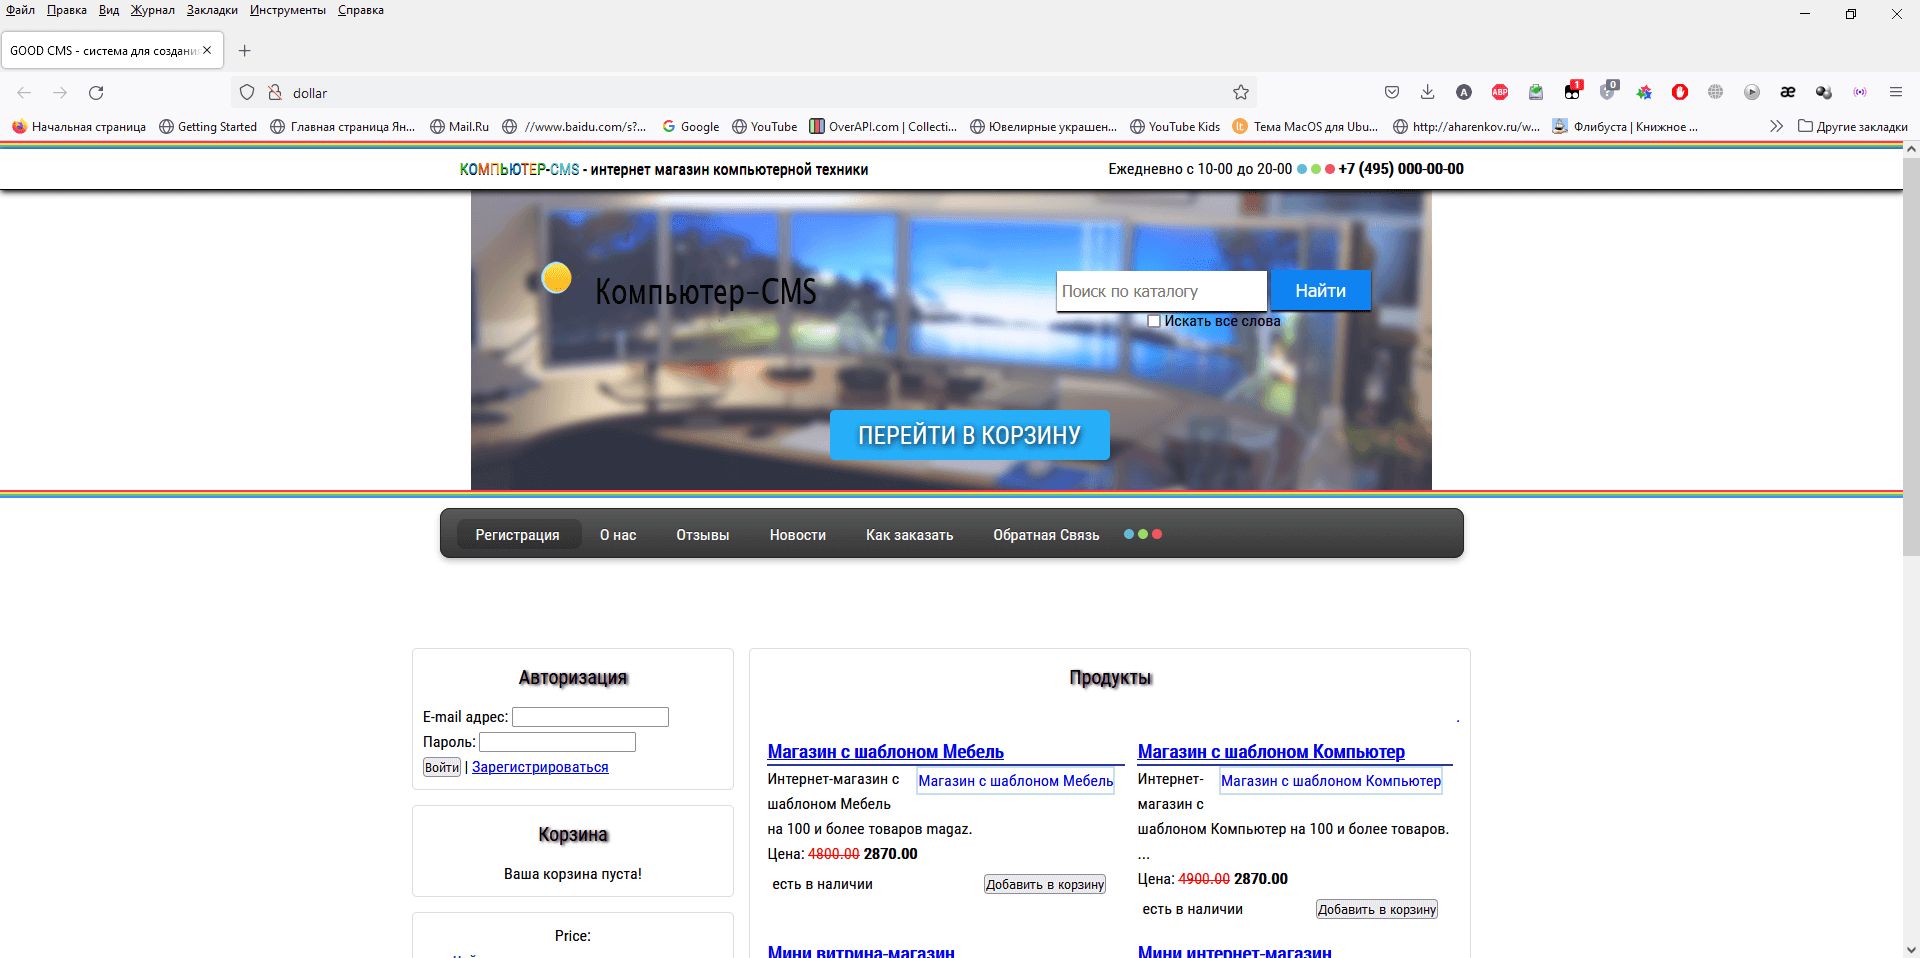 Файл Правка Вид Журнал Закладки Инструменты Справка
GOOD CMS - система для создани
dollar
A ABP 1 0 æ
Начальная страница Getting Started Главная страница Ян... Mail.Ru //www.baidu.com/s?... Google YouTube OverAPI.com | Collecti... Ювелирные украшен... YouTube Kids lt Тема MacOS для Ubu... http://aharenkov.ru/w... Флибуста | Книжное ... Другие закладки
КОМПЬЮТЕР-CMS - интернет магазин компьютерной техники
Ежедневно с 10-00 до 20-00 +7 (495) 000-00-00
Компьютер-CMS
Поиск по каталогу Найти
Искать все слова
ПЕРЕЙТИ В КОРЗИНУ
Регистрация О нас Отзывы Новости Как заказать Обратная Связь
Авторизация
E-mail адрес:
Пароль:
Войти | Зарегистрироваться
Корзина
Ваша корзина пуста!
Price:
Продукты
.
Магазин с шаблоном Мебель
Интернет-магазин с Магазин с шаблоном Мебель
шаблоном Мебель
на 100 и более товаров magaz.
Цена: 4800.00 2870.00
есть в наличии Добавить в корзину
Магазин с шаблоном Компьютер
Интернет- Магазин с шаблоном Компьютер
магазин с
шаблоном Компьютер на 100 и более товаров.
...
Цена: 4900.00 2870.00
есть в наличии Добавить в корзину
Мини витрина-магазин
Мини интернет-магазин